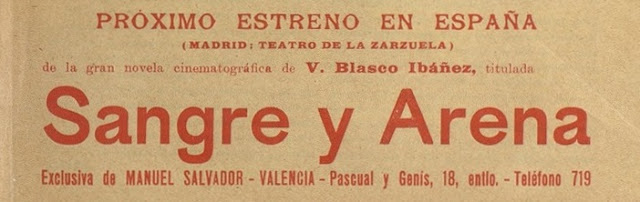 PRÓXIMO ESTRENO EN ESPAÑA
(MADRID: TEATRO DE LA ZARZUELA)
de la gran novela cinematográfica de V. Blasco Ibáñez, titulada
Sangre y Arena
Exclusiva de MANUEL SALVADOR - VALENCIA - Pascual y Genís, 18, entlo. - Teléfono 719